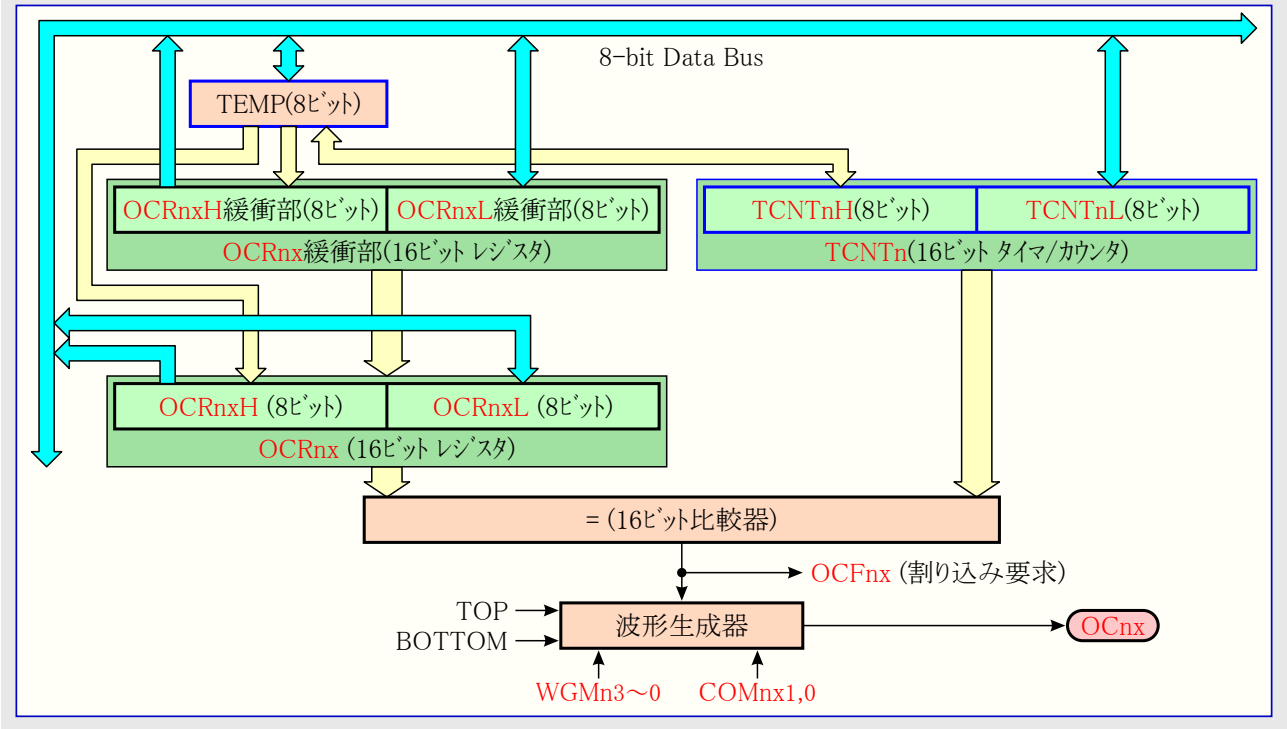 8-bit Data Bus
TEMP(8ビット)
OCRnxH緩衝部(8ビット) OCRnxL緩衝部(8ビット)
OCRnx緩衝部(16ビット レジスタ)
TCNTnH(8ビット) TCNTnL(8ビット)
TCNTn(16ビット タイマ/カウンタ)
OCRnxH (8ビット) OCRnxL (8ビット)
OCRnx (16ビット レジスタ)
= (16ビット比較器)
OCFnx (割り込み要求)
TOP
BOTTOM
波形生成器
OCnx
WGMn3～0
COMnx1,0